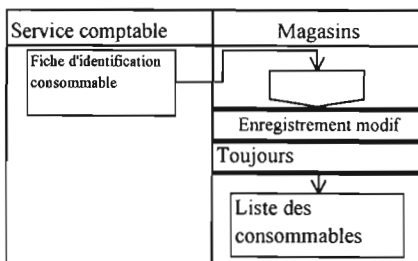 Service comptable
Magasins
Fiche d'identification
consommable
Enregistrement modif
Toujours
Liste des
consommables